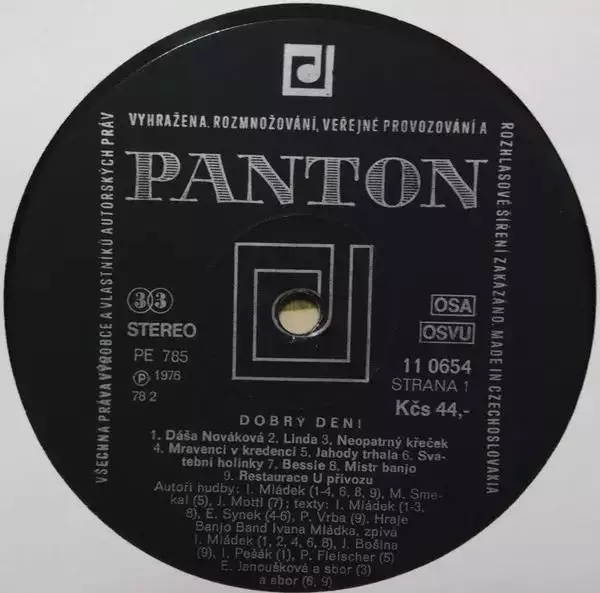 VŠECHNA PRÁVA VÝROBCE A VLASTNÍKŮ AUTORSKÝCH PRÁV
VYHRAŽENA. ROZMNOŽOVÁNÍ, VEŘEJNÉ PROVOZOVÁNÍ A
ROZHLASOVÉ ŠÍŘENÍ ZAKÁZÁNO. MADE IN CZECHOSLOVAKIA
PANTON
33
STEREO
PE 785
Ⓟ 1976
78 2
OSA
OSVU
11 0654
STRANA 1
Kčs 44,-
DOBRÝ DEN!
1. Dáša Nováková 2. Linda 3. Neopatrný křeček
4. Mravenci v kredenci 5. Jahody trhala 6. Sva-
tební holinky 7. Bessie 8. Mistr banjo
9. Restaurace U přívozu
Autoři hudby: I. Mládek (1-4, 6, 8, 9), M. Sme-
kal (5), J. Mottl (7); texty: I. Mládek (1-3,
8), E. Synek (4-6), P. Vrba (9). Hraje
Banjo Band Ivana Mládka, zpívá
I. Mládek (1, 2, 4, 6, 8), J. Bošina
(9), I. Pešák (1), P. Fleischer (5)
E. Janoušková a sbor (3)
a sbor (6, 9)